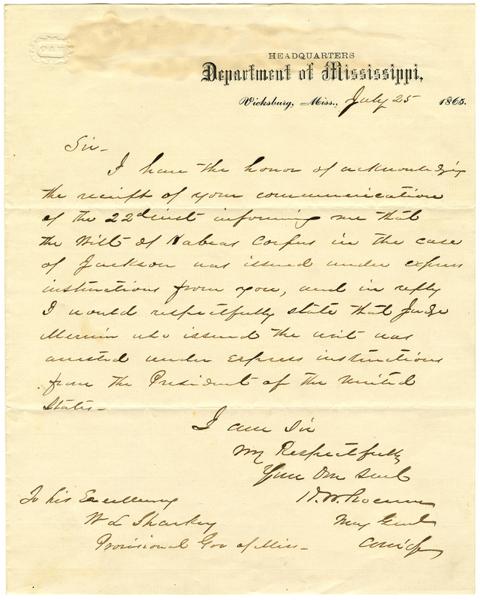 HEADQUARTERS
Department of Mississippi,
Vicksburg, Miss., July 25 1865.
Sir -
I have the honor of acknowledging
the receipt of your communication
of the 22d inst informing me that
the Writ of Habeas Corpus in the case
of Jackson was issued under express
instructions from you, and in reply
I would respectfully state that Judge
Merwin who issued the writ was
arrested under express instructions
from the President of the United
States -
I am Sir
Respectfully
Your Obn Servt
H. W. Slocum
Maj Genl
Comdg
To his Excellency
W L Sharkey
Provisional Gov of Miss -